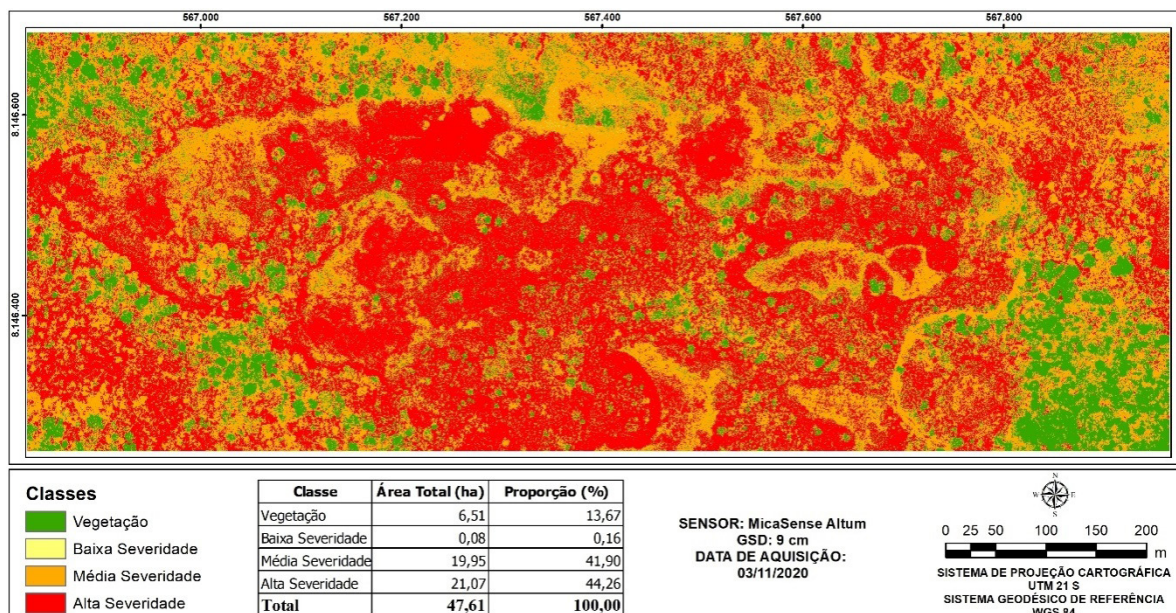 567.000 567.200 567.400 567.600 567.800
8.146.600
8.146.400
Classes
Vegetação
Baixa Severidade
Média Severidade
Alta Severidade
Classe Área Total (ha) Proporção (%)
Vegetação 6,51 13,67
Baixa Severidade 0,08 0,16
Média Severidade 19,95 41,90
Alta Severidade 21,07 44,26
Total 47,61 100,00
SENSOR: MicaSense Altum
GSD: 9 cm
DATA DE AQUISIÇÃO:
03/11/2020
N
W E
S
0 25 50 100 150 200
m
SISTEMA DE PROJEÇÃO CARTOGRÁFICA
UTM 21 S
SISTEMA GEODÉSICO DE REFERÊNCIA
WGS 84